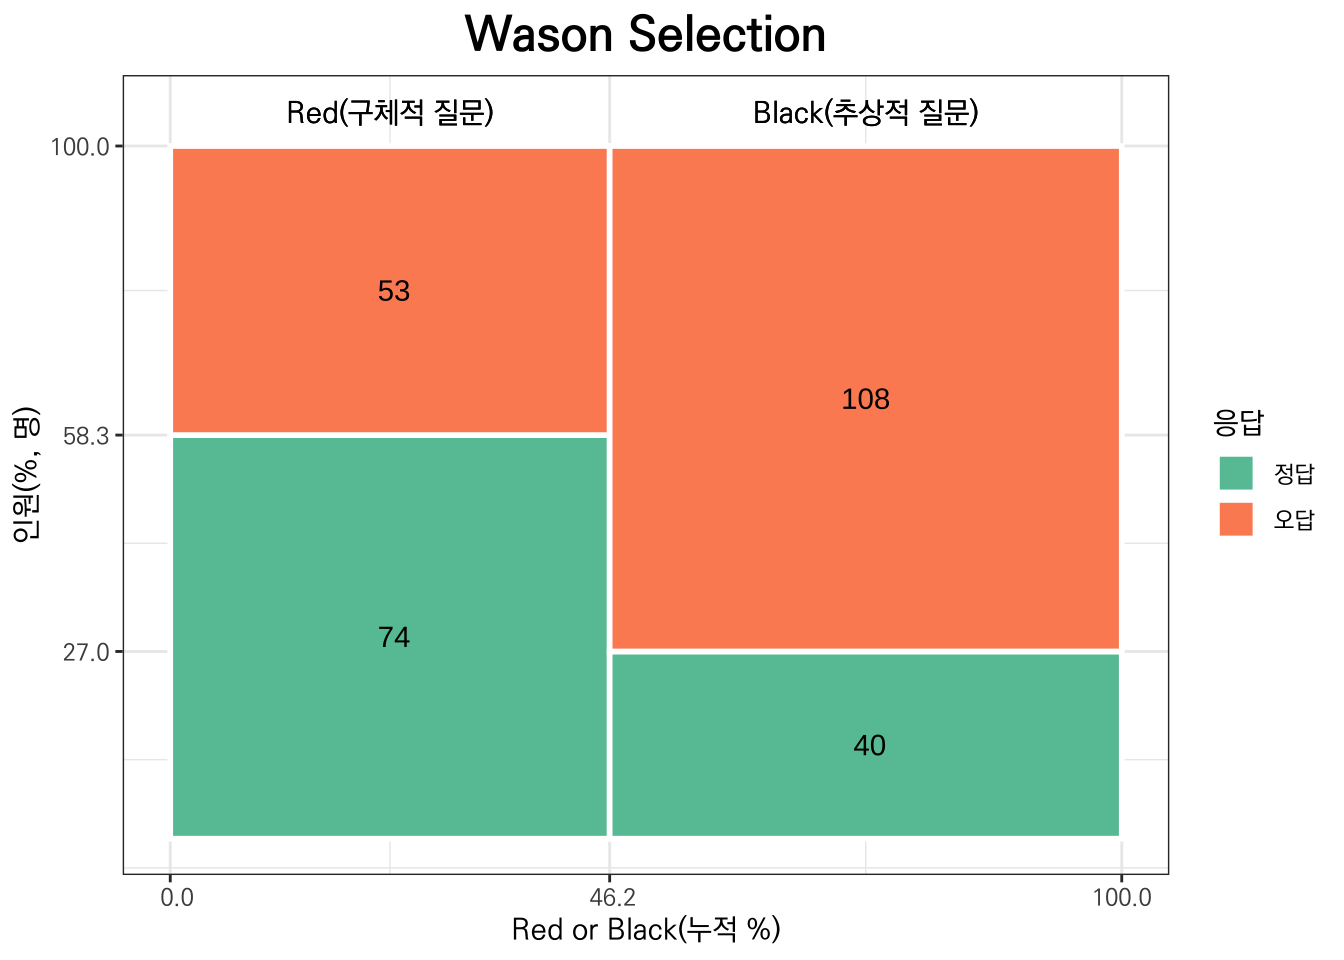 Wason Selection
Red(구체적 질문)
Black(추상적 질문)
100.0
58.3
27.0
인원(%, 명)
53
108
74
40
응답
정답
오답
0.0
46.2
100.0
Red or Black(누적 %)